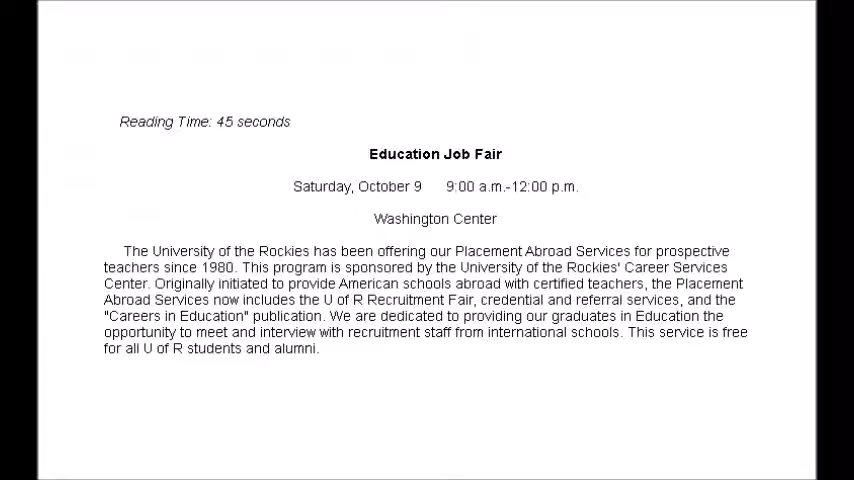 Reading Time: 45 seconds
Education Job Fair
Saturday, October 9 9:00 a.m.-12:00 p.m.
Washington Center
The University of the Rockies has been offering our Placement Abroad Services for prospective
teachers since 1980. This program is sponsored by the University of the Rockies' Career Services
Center. Originally initiated to provide American schools abroad with certified teachers, the Placement
Abroad Services now includes the U of R Recruitment Fair, credential and referral services, and the
"Careers in Education" publication. We are dedicated to providing our graduates in Education the
opportunity to meet and interview with recruitment staff from international schools. This service is free
for all U of R students and alumni.